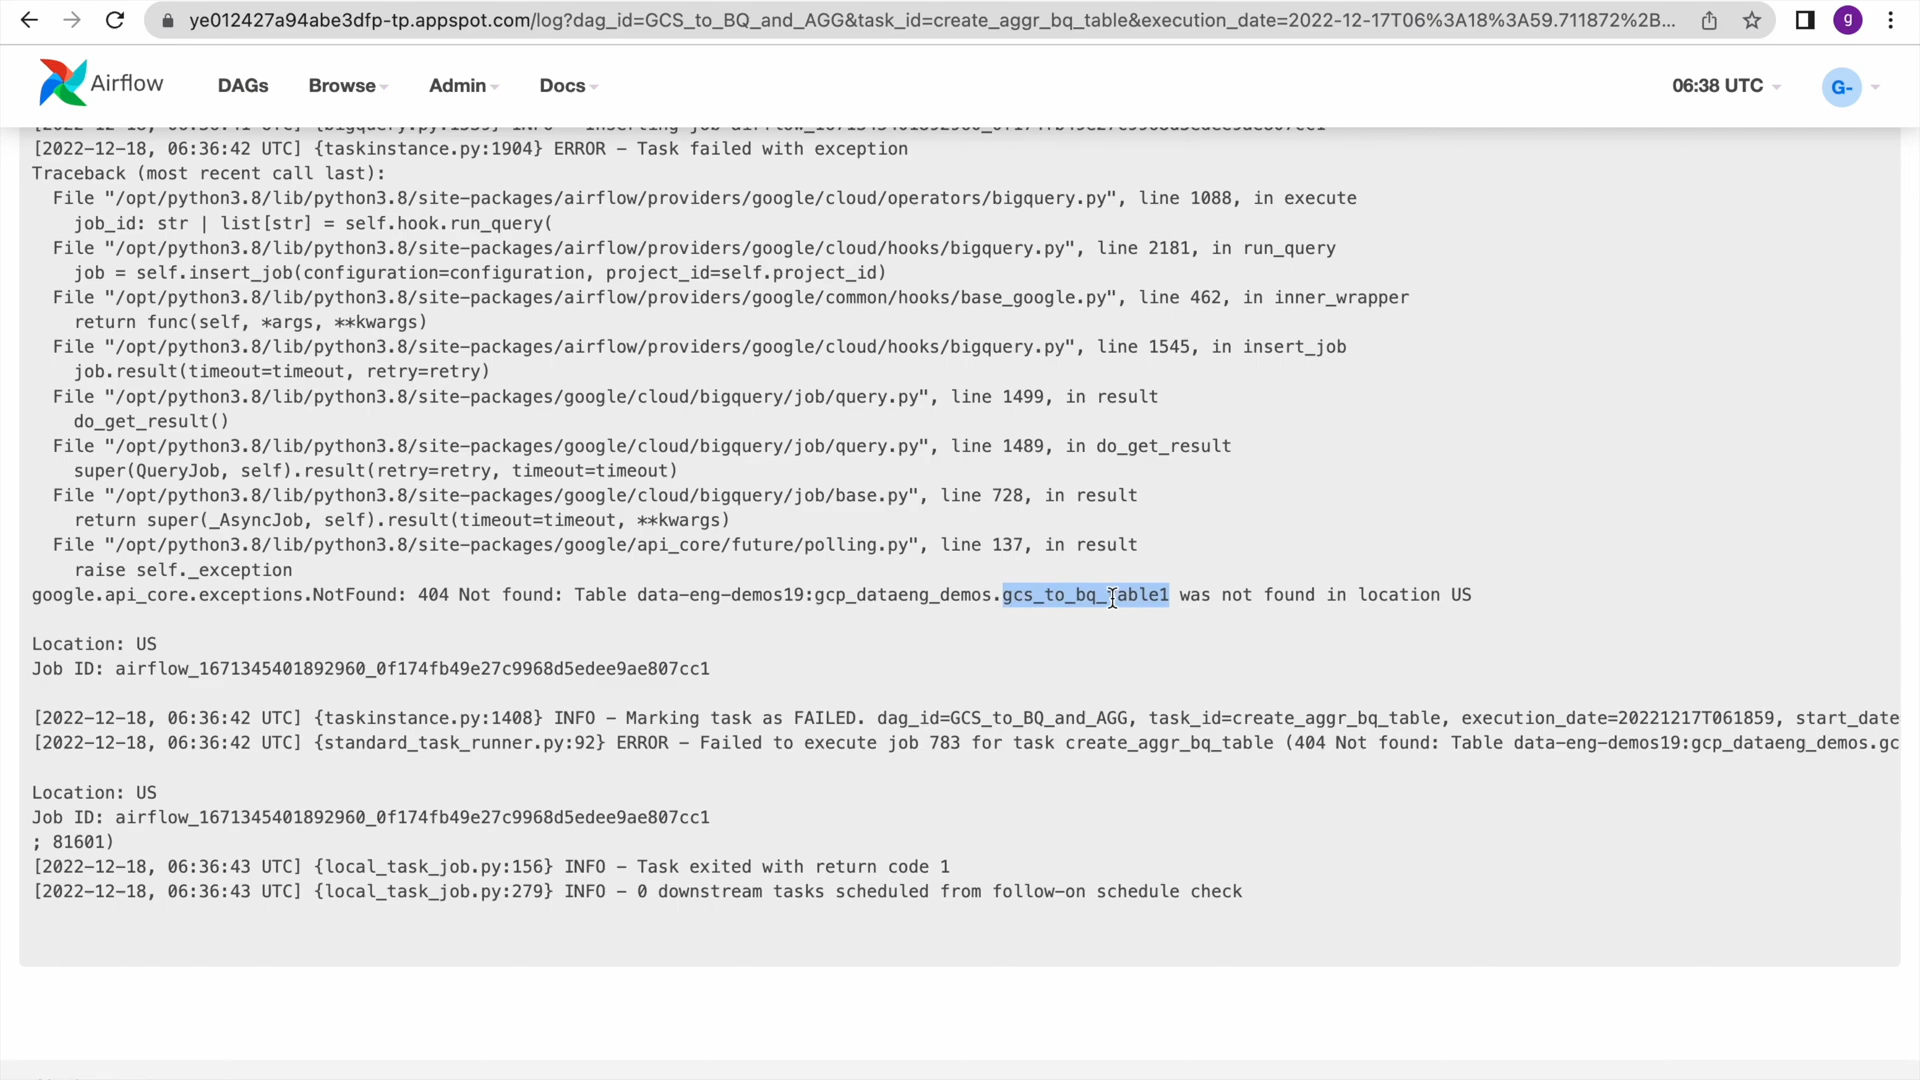 ye012427a94abe3dfp-tp.appspot.com/log?dag_id=GCS_to_BQ_and_AGG&task_id=create_aggr_bq_table&execution_date=2022-12-17T06%3A18%3A59.711872%2B...
g
Airflow DAGs Browse Admin Docs 06:38 UTC G-
[2022-12-18, 06:36:42 UTC] {taskinstance.py:1904} ERROR - Task failed with exception
Traceback (most recent call last):
  File "/opt/python3.8/lib/python3.8/site-packages/airflow/providers/google/cloud/operators/bigquery.py", line 1088, in execute
    job_id: str | list[str] = self.hook.run_query(
  File "/opt/python3.8/lib/python3.8/site-packages/airflow/providers/google/cloud/hooks/bigquery.py", line 2181, in run_query
    job = self.insert_job(configuration=configuration, project_id=self.project_id)
  File "/opt/python3.8/lib/python3.8/site-packages/airflow/providers/google/common/hooks/base_google.py", line 462, in inner_wrapper
    return func(self, *args, **kwargs)
  File "/opt/python3.8/lib/python3.8/site-packages/airflow/providers/google/cloud/hooks/bigquery.py", line 1545, in insert_job
    job.result(timeout=timeout, retry=retry)
  File "/opt/python3.8/lib/python3.8/site-packages/google/cloud/bigquery/job/query.py", line 1499, in result
    do_get_result()
  File "/opt/python3.8/lib/python3.8/site-packages/google/cloud/bigquery/job/query.py", line 1489, in do_get_result
    super(QueryJob, self).result(retry=retry, timeout=timeout)
  File "/opt/python3.8/lib/python3.8/site-packages/google/cloud/bigquery/job/base.py", line 728, in result
    return super(_AsyncJob, self).result(timeout=timeout, **kwargs)
  File "/opt/python3.8/lib/python3.8/site-packages/google/api_core/future/polling.py", line 137, in result
    raise self._exception
google.api_core.exceptions.NotFound: 404 Not found: Table data-eng-demos19:gcp_dataeng_demos.gcs_to_bq_table1 was not found in location US
Location: US
Job ID: airflow_1671345401892960_0f174fb49e27c9968d5edee9ae807cc1
[2022-12-18, 06:36:42 UTC] {taskinstance.py:1408} INFO - Marking task as FAILED. dag_id=GCS_to_BQ_and_AGG, task_id=create_aggr_bq_table, execution_date=20221217T061859, start_date
[2022-12-18, 06:36:42 UTC] {standard_task_runner.py:92} ERROR - Failed to execute job 783 for task create_aggr_bq_table (404 Not found: Table data-eng-demos19:gcp_dataeng_demos.gc
Location: US
Job ID: airflow_1671345401892960_0f174fb49e27c9968d5edee9ae807cc1
; 81601)
[2022-12-18, 06:36:43 UTC] {local_task_job.py:156} INFO - Task exited with return code 1
[2022-12-18, 06:36:43 UTC] {local_task_job.py:279} INFO - 0 downstream tasks scheduled from follow-on schedule check